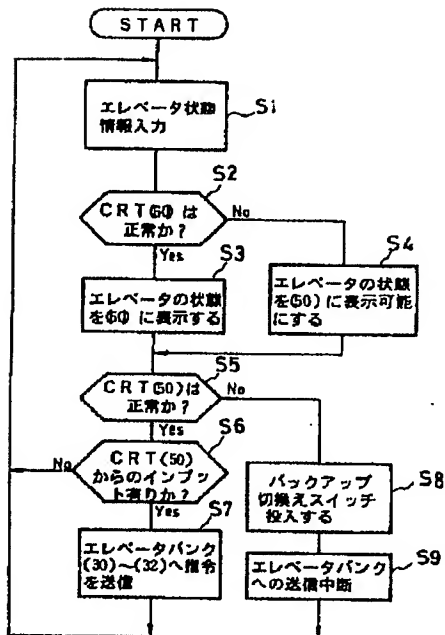 START
エレベータ状態
情報入力
S1
S2
は
正常か?
No
Yes
S3
S4
エレベータの状態
を
に表示する
エレベータの状態
を(50)に表示可能
にする
S5
CRT(50)は
正常か?
No
Yes
S6
CRT(50)
からのインプッ
ト有りか?
No
Yes
S7
S8
バックアップ
切換えスイッチ
投入する
エレベータバンク
(30)~(32)へ指令
を送信
S9
エレベータバンク
への送信中断